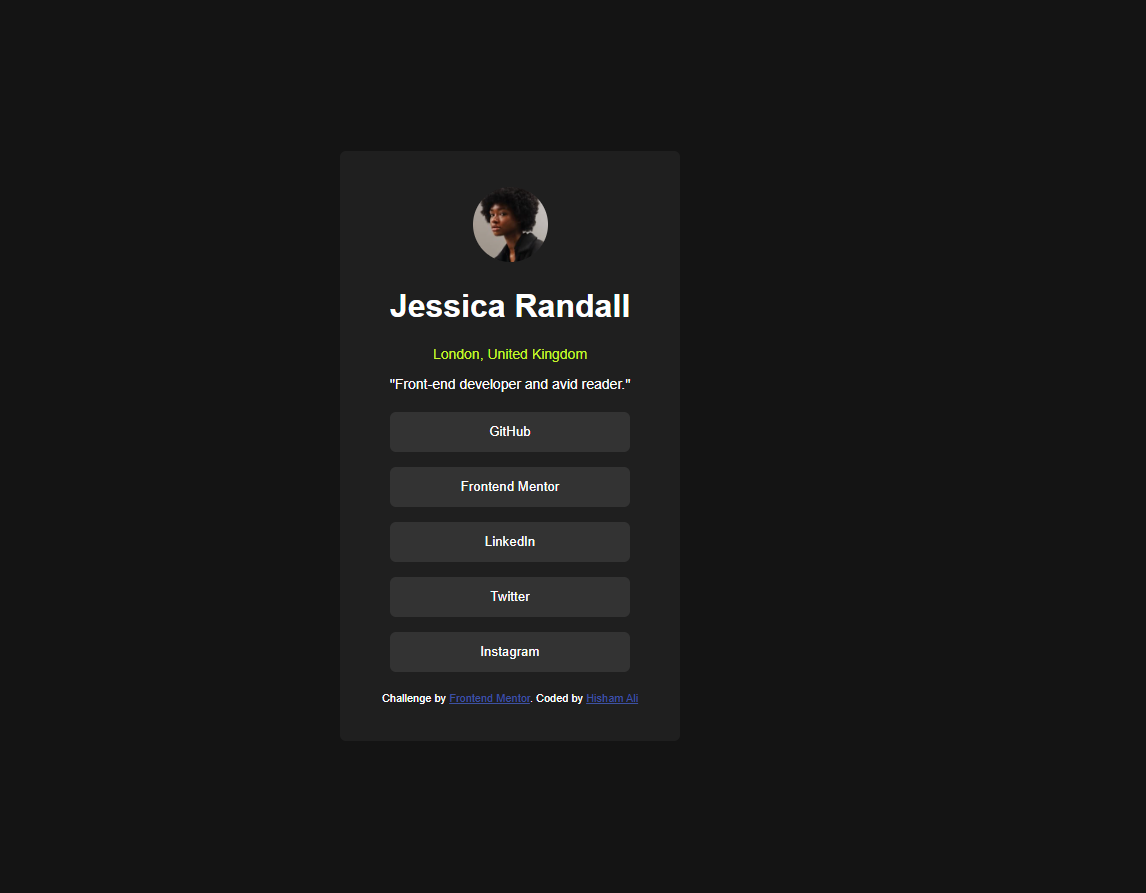 Jessica Randall
London, United Kingdom
"Front-end developer and avid reader."
GitHub
Frontend Mentor
LinkedIn
Twitter
Instagram
Challenge by Frontend Mentor. Coded by Hisham Ali